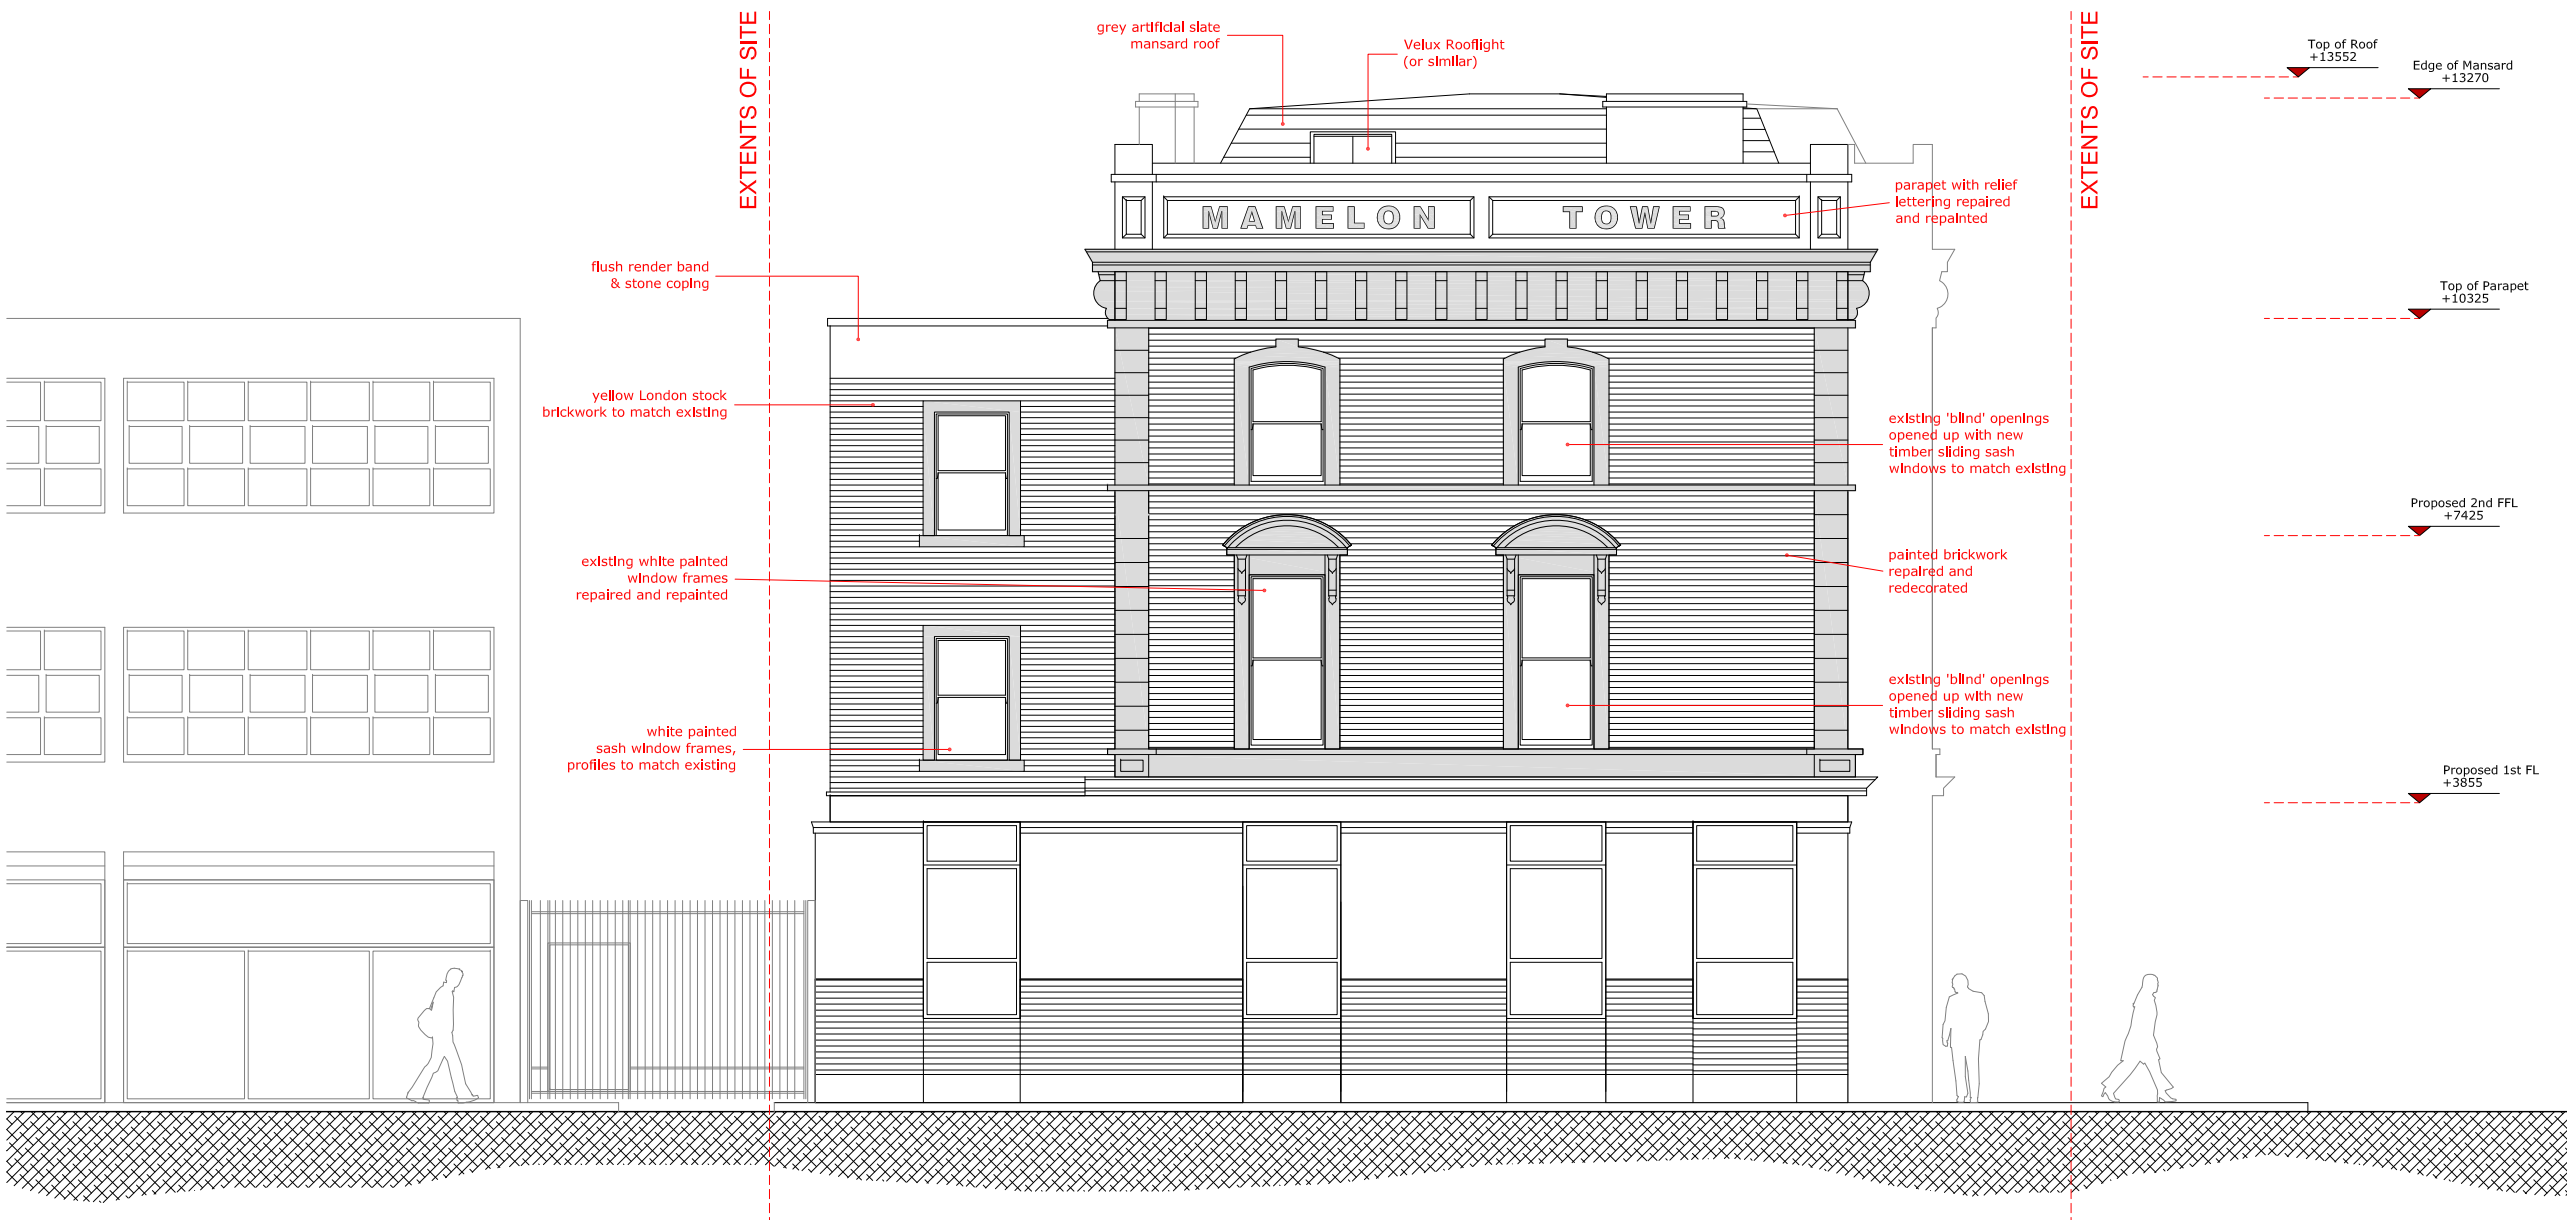 EXTENTS OF SITE
grey artificial slate
mansard roof
Velux Rooflight
(or similar)
EXTENTS OF SITE
Top of Roof
+13552
Edge of Mansard
+13270
parapet with relief
lettering repaired
and repainted
MAMELON TOWER
flush render band
& stone coping
Top of Parapet
+10325
yellow London stock
brickwork to match existing
existing 'blind' openings
opened up with new
timber sliding sash
windows to match existing
Proposed 2nd FFL
+7425
existing white painted
window frames
repaired and repainted
painted brickwork
repaired and
redecorated
existing 'blind' openings
opened up with new
timber sliding sash
windows to match existing
white painted
sash window frames,
profiles to match existing
Proposed 1st FL
+3855